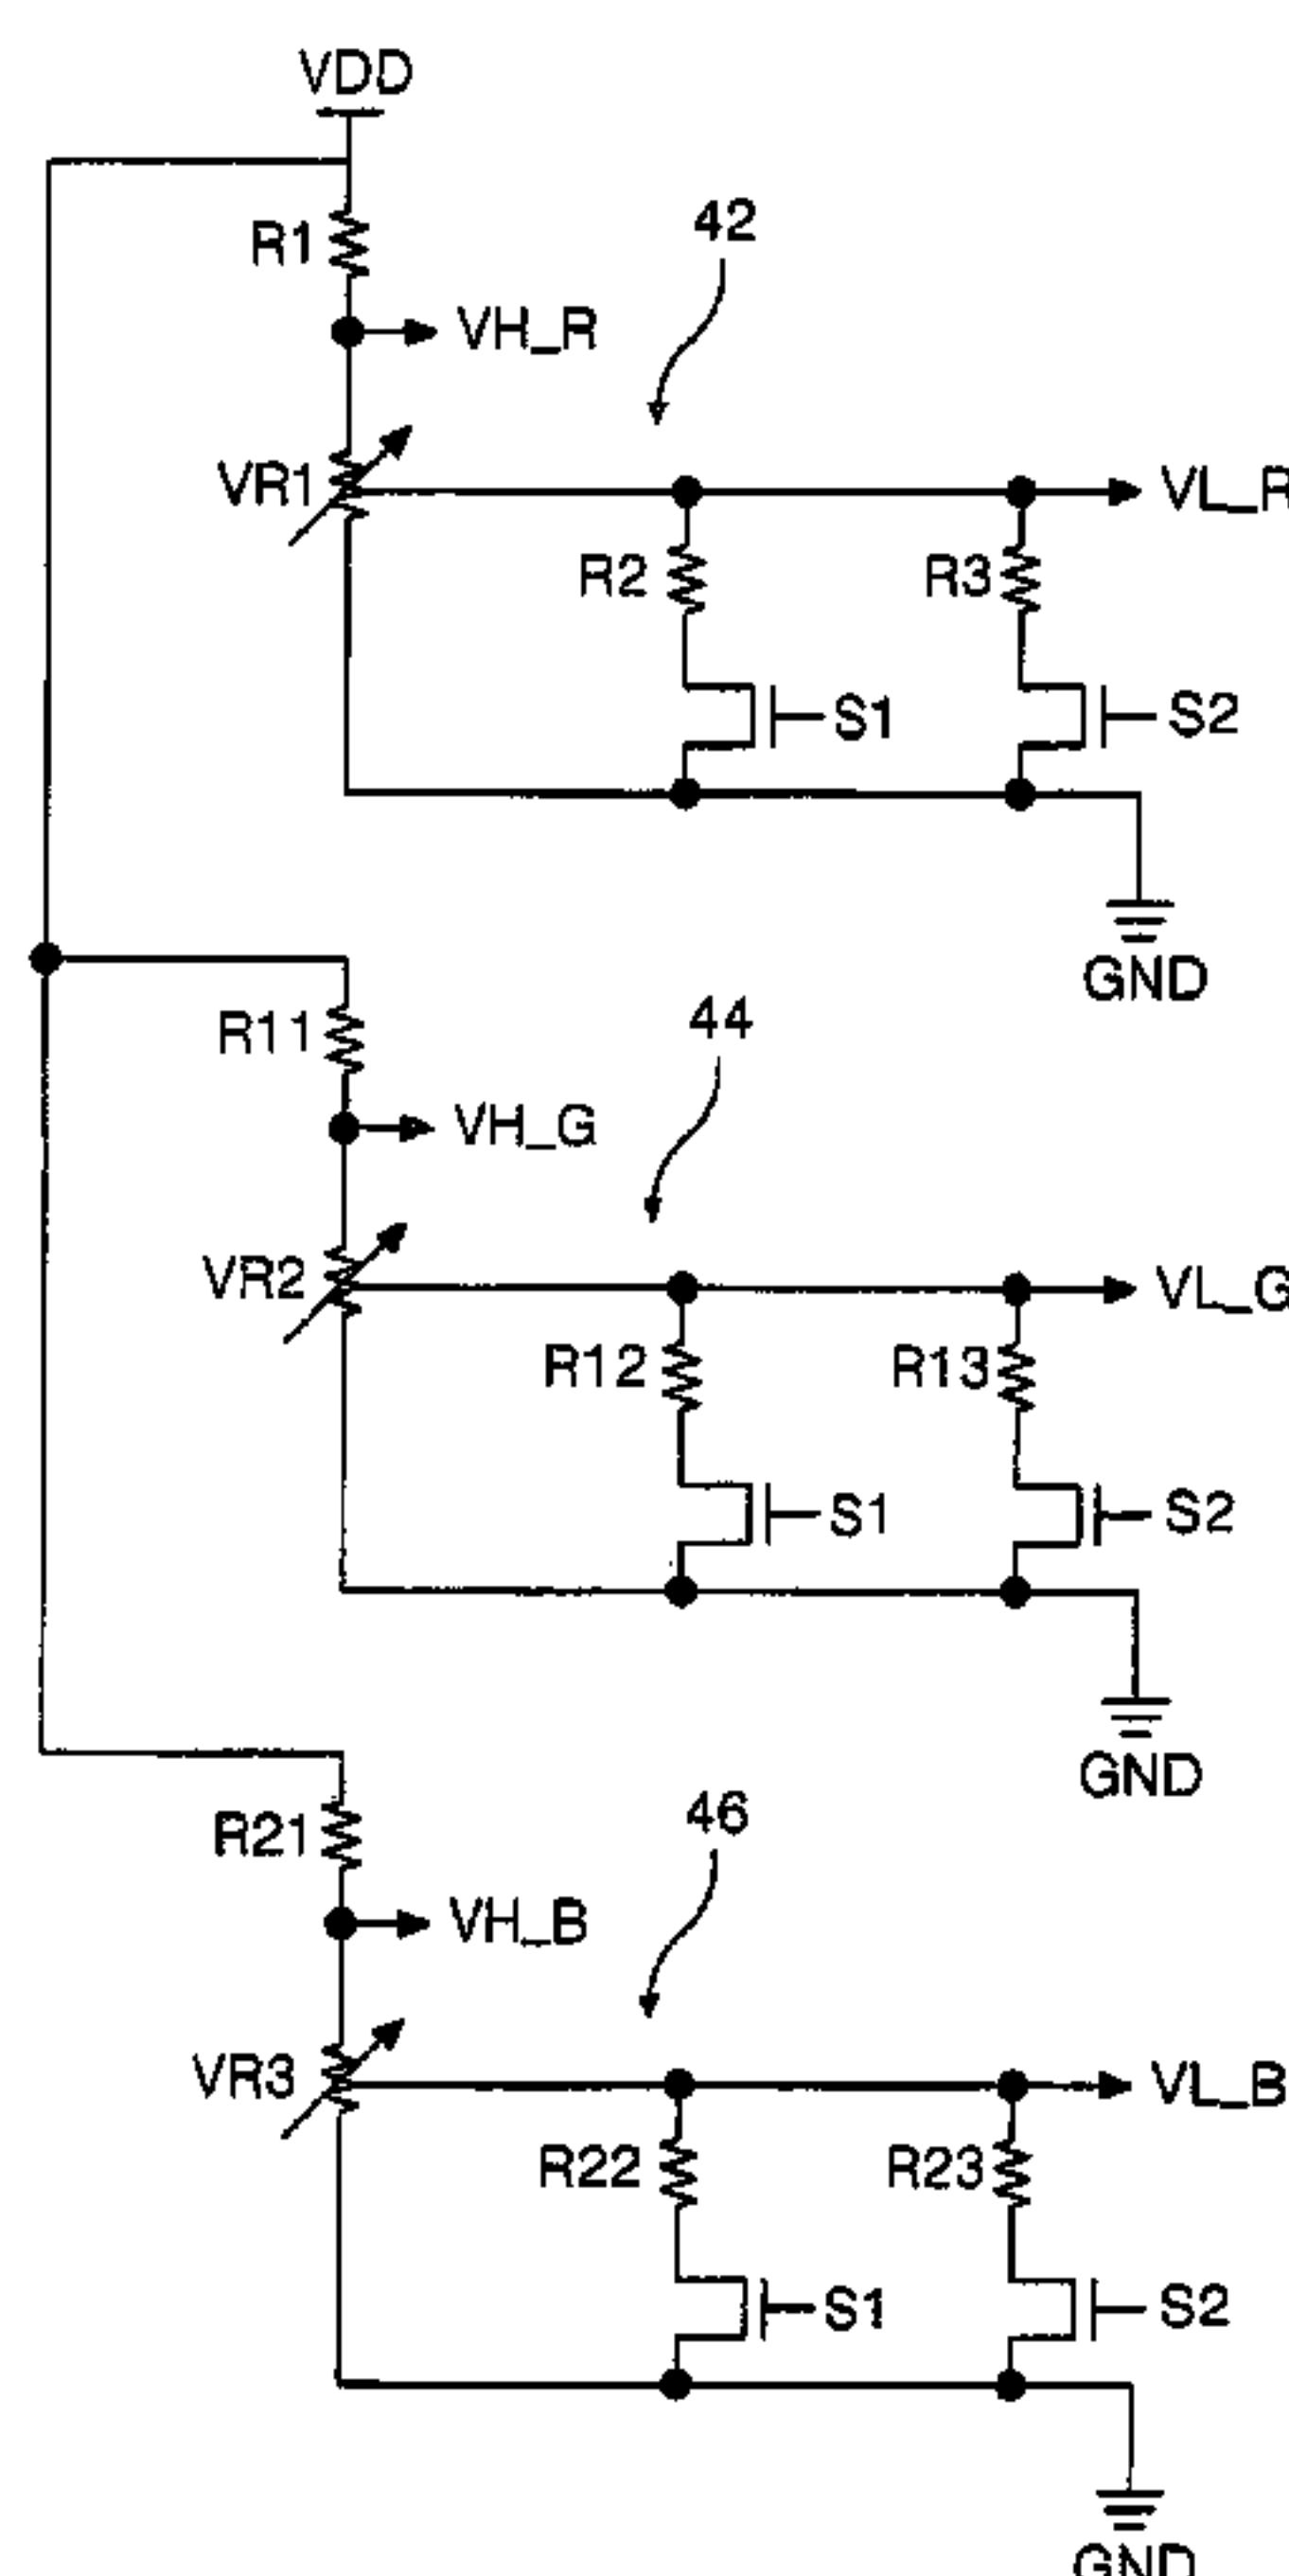 VDD
R1
42
VH_R
VR1
VL_R
R2
R3
S1
S2
GND
R11
44
VH_G
VR2
VL_G
R12
R13
S1
S2
GND
R21
46
VH_B
VR3
VL_B
R22
R23
S1
S2
GND